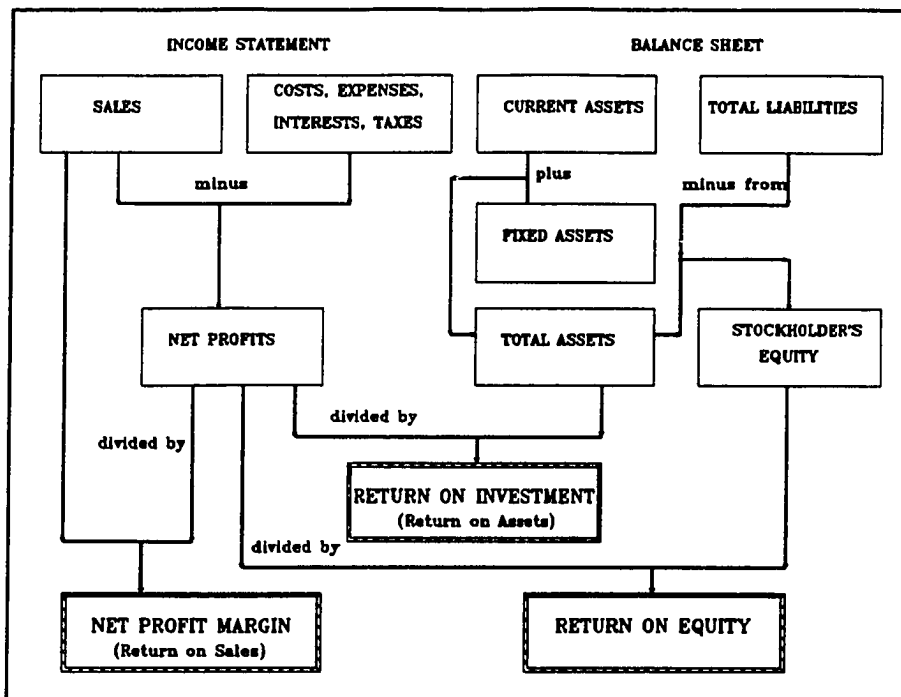 INCOME STATEMENT
BALANCE SHEET
SALES
COSTS, EXPENSES,
INTERESTS, TAXES
CURRENT ASSETS
TOTAL LIABILITIES
minus
plus
minus from
FIXED ASSETS
NET PROFITS
TOTAL ASSETS
STOCKHOLDER'S
EQUITY
divided by
divided by
RETURN ON INVESTMENT
(Return on Assets)
divided by
NET PROFIT MARGIN
(Return on Sales)
RETURN ON EQUITY